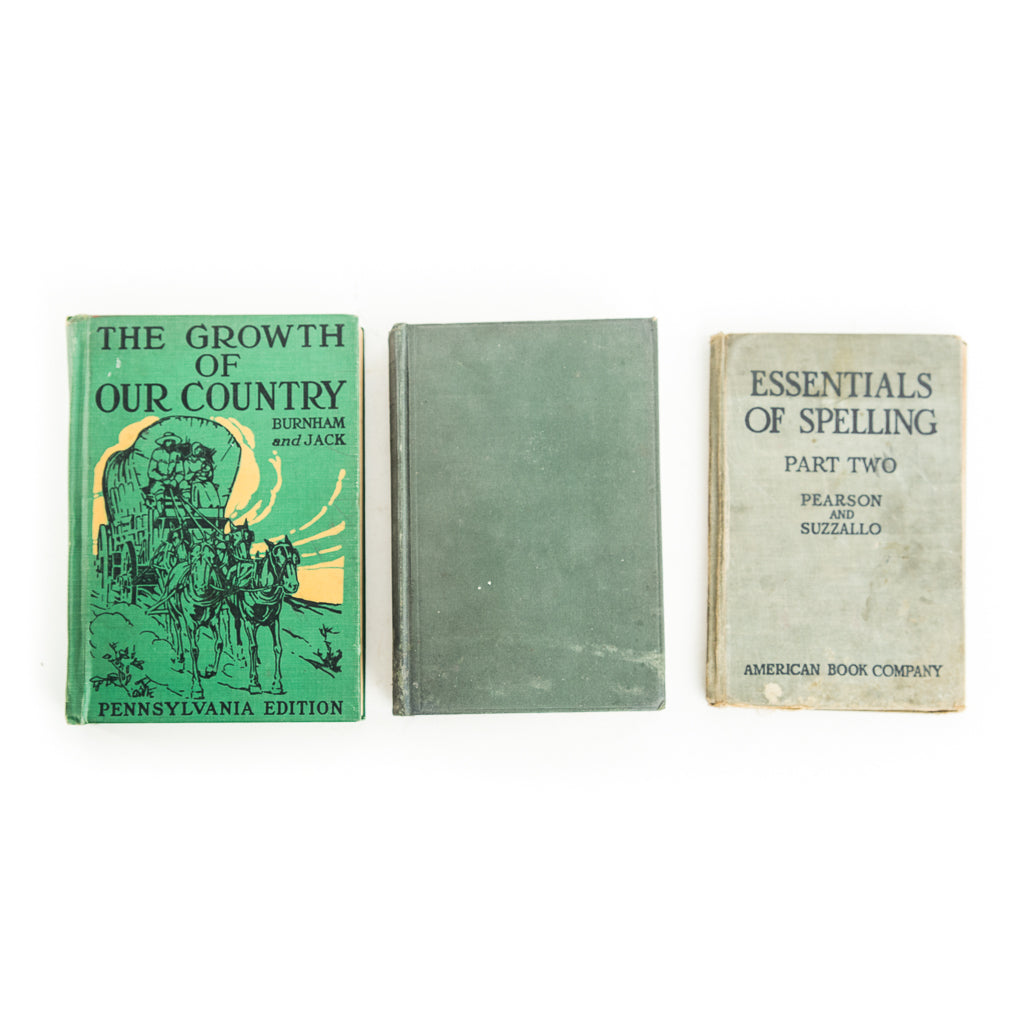 THE GROWTH
OF
OUR COUNTRY
BURNHAM
and JACK
PENNSYLVANIA EDITION
ESSENTIALS
OF SPELLING
PART TWO
PEARSON
AND
SUZZALLO
AMERICAN BOOK COMPANY